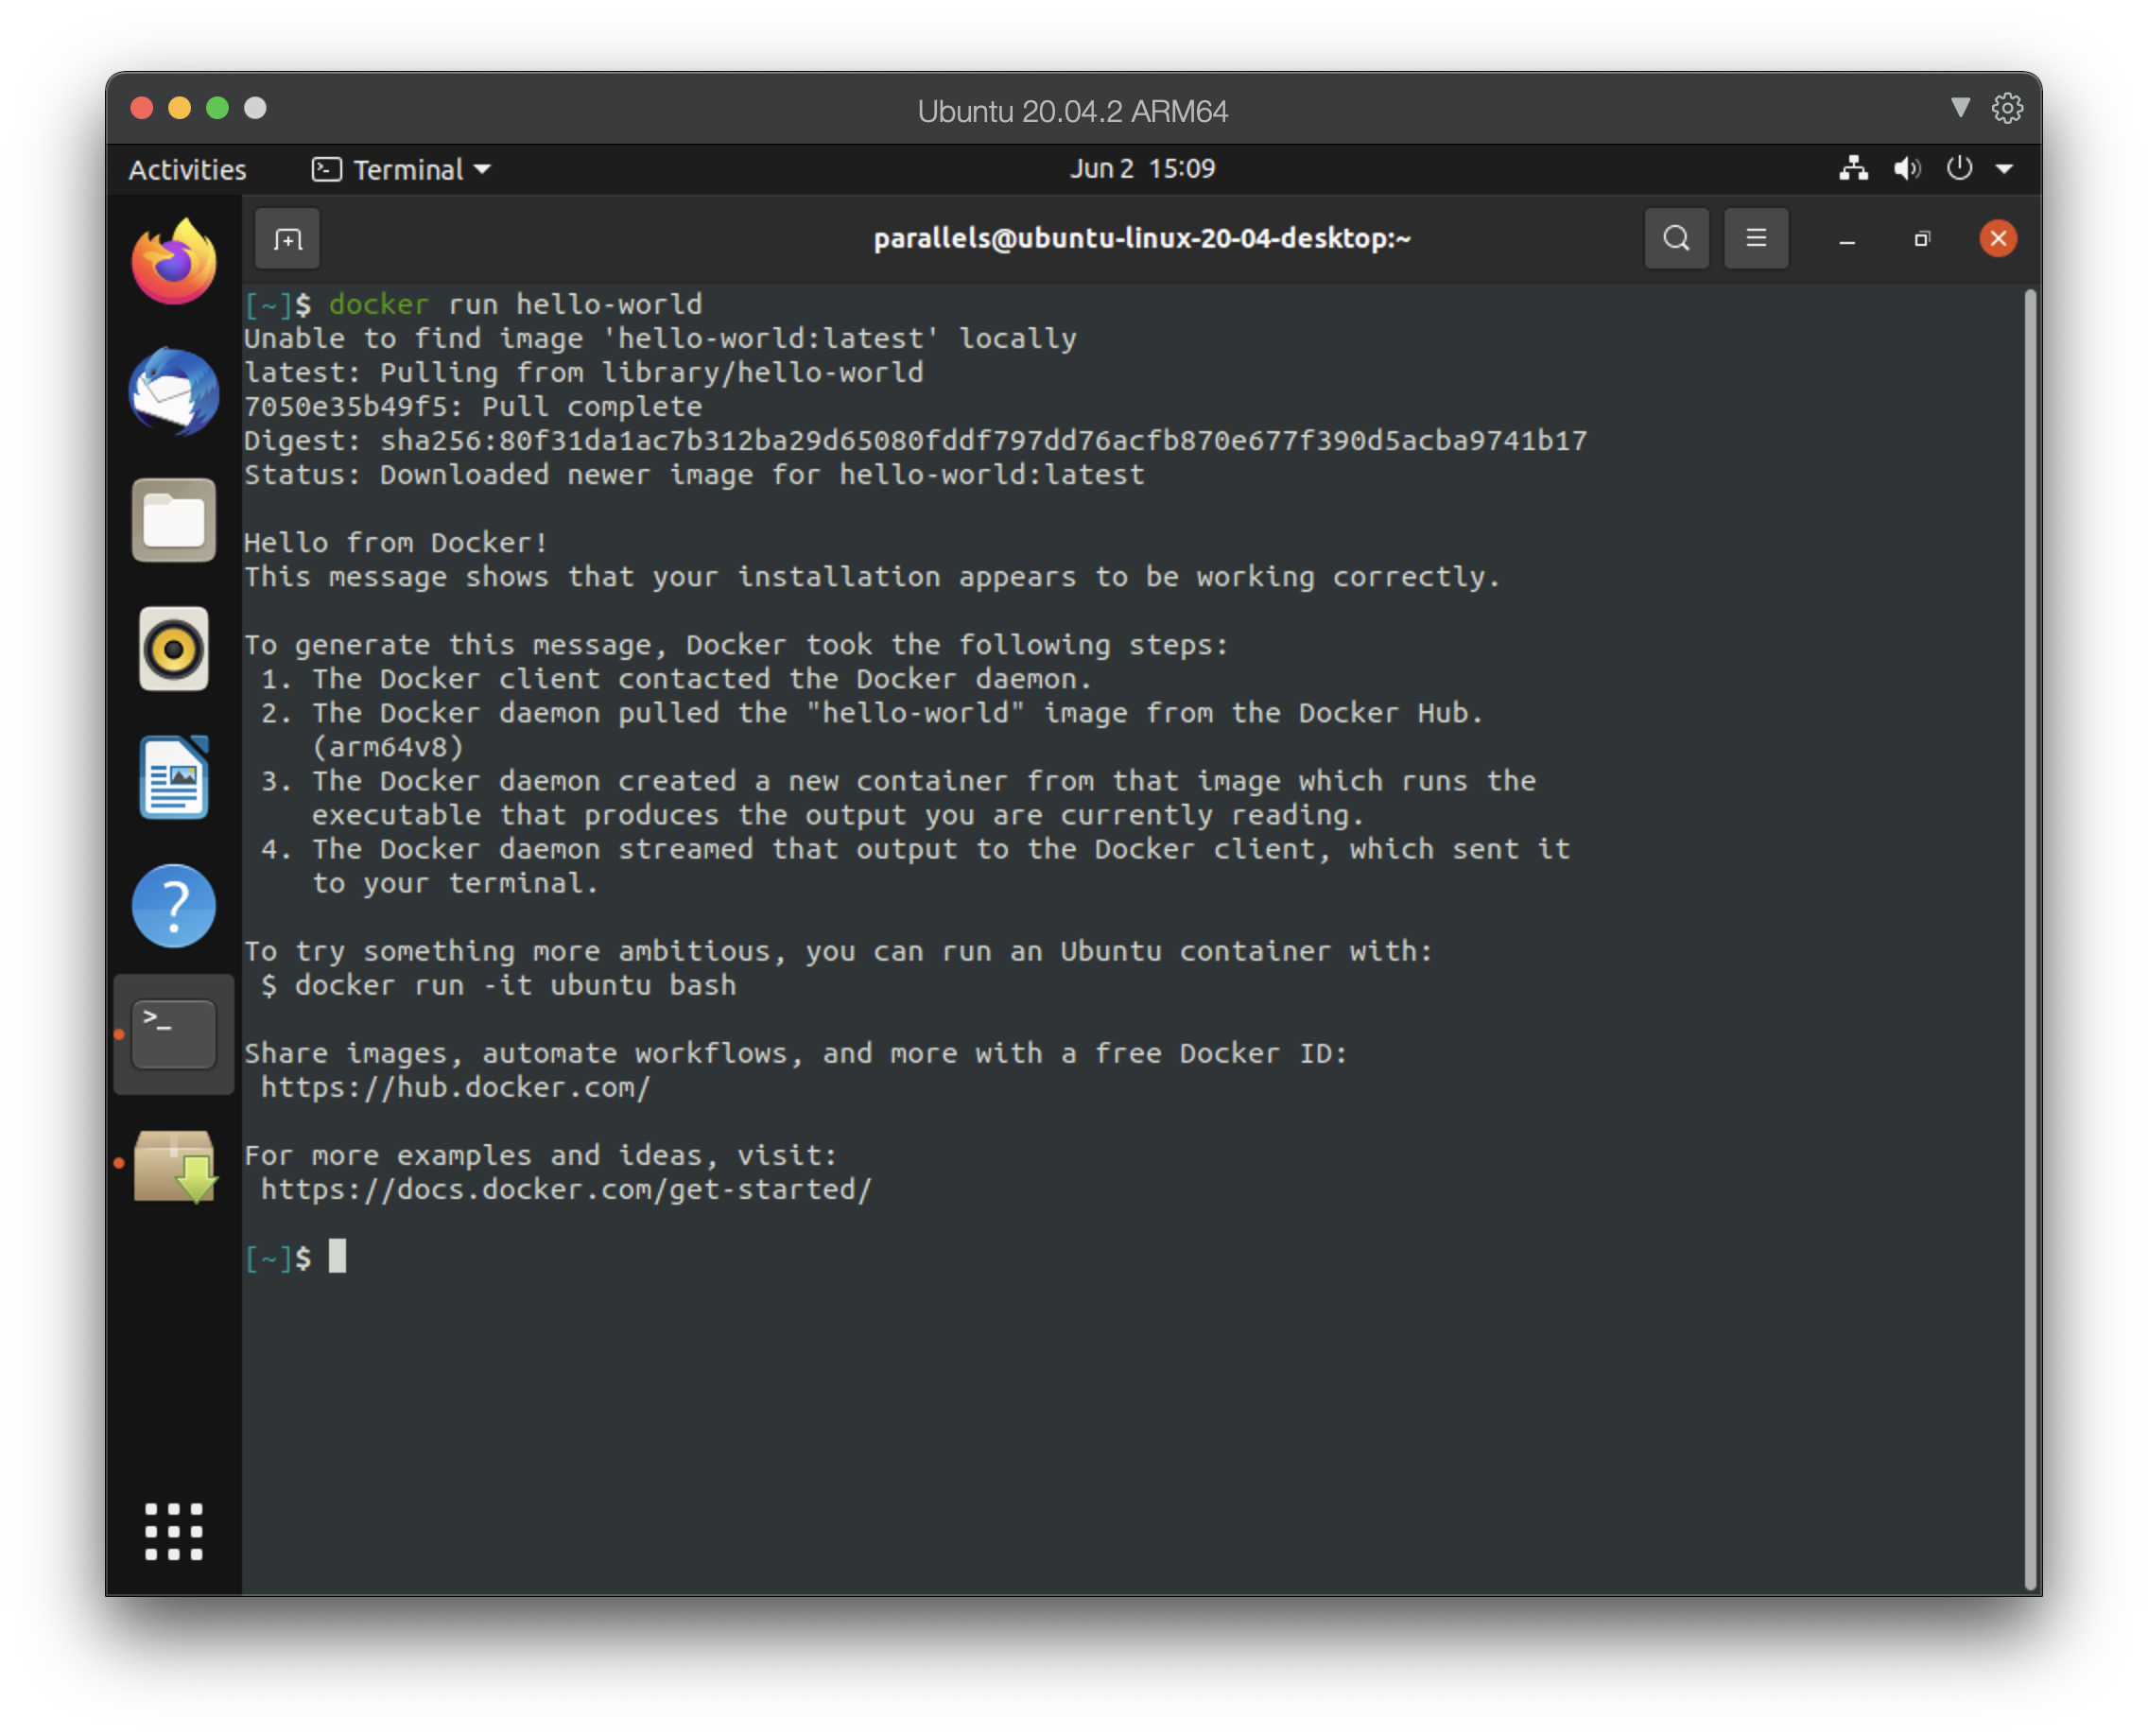 Ubuntu 20.04.2 ARM64
Activities Terminal Jun 2 15:09
parallels@ubuntu-linux-20-04-desktop:~
[~]$ docker run hello-world
Unable to find image 'hello-world:latest' locally
latest: Pulling from library/hello-world
7050e35b49f5: Pull complete
Digest: sha256:80f31da1ac7b312ba29d65080fddf797dd76acfb870e677f390d5acba9741b17
Status: Downloaded newer image for hello-world:latest

Hello from Docker!
This message shows that your installation appears to be working correctly.

To generate this message, Docker took the following steps:
 1. The Docker client contacted the Docker daemon.
 2. The Docker daemon pulled the "hello-world" image from the Docker Hub.
    (arm64v8)
 3. The Docker daemon created a new container from that image which runs the
    executable that produces the output you are currently reading.
 4. The Docker daemon streamed that output to the Docker client, which sent it
    to your terminal.

To try something more ambitious, you can run an Ubuntu container with:
 $ docker run -it ubuntu bash

Share images, automate workflows, and more with a free Docker ID:
 https://hub.docker.com/

For more examples and ideas, visit:
 https://docs.docker.com/get-started/

[~]$